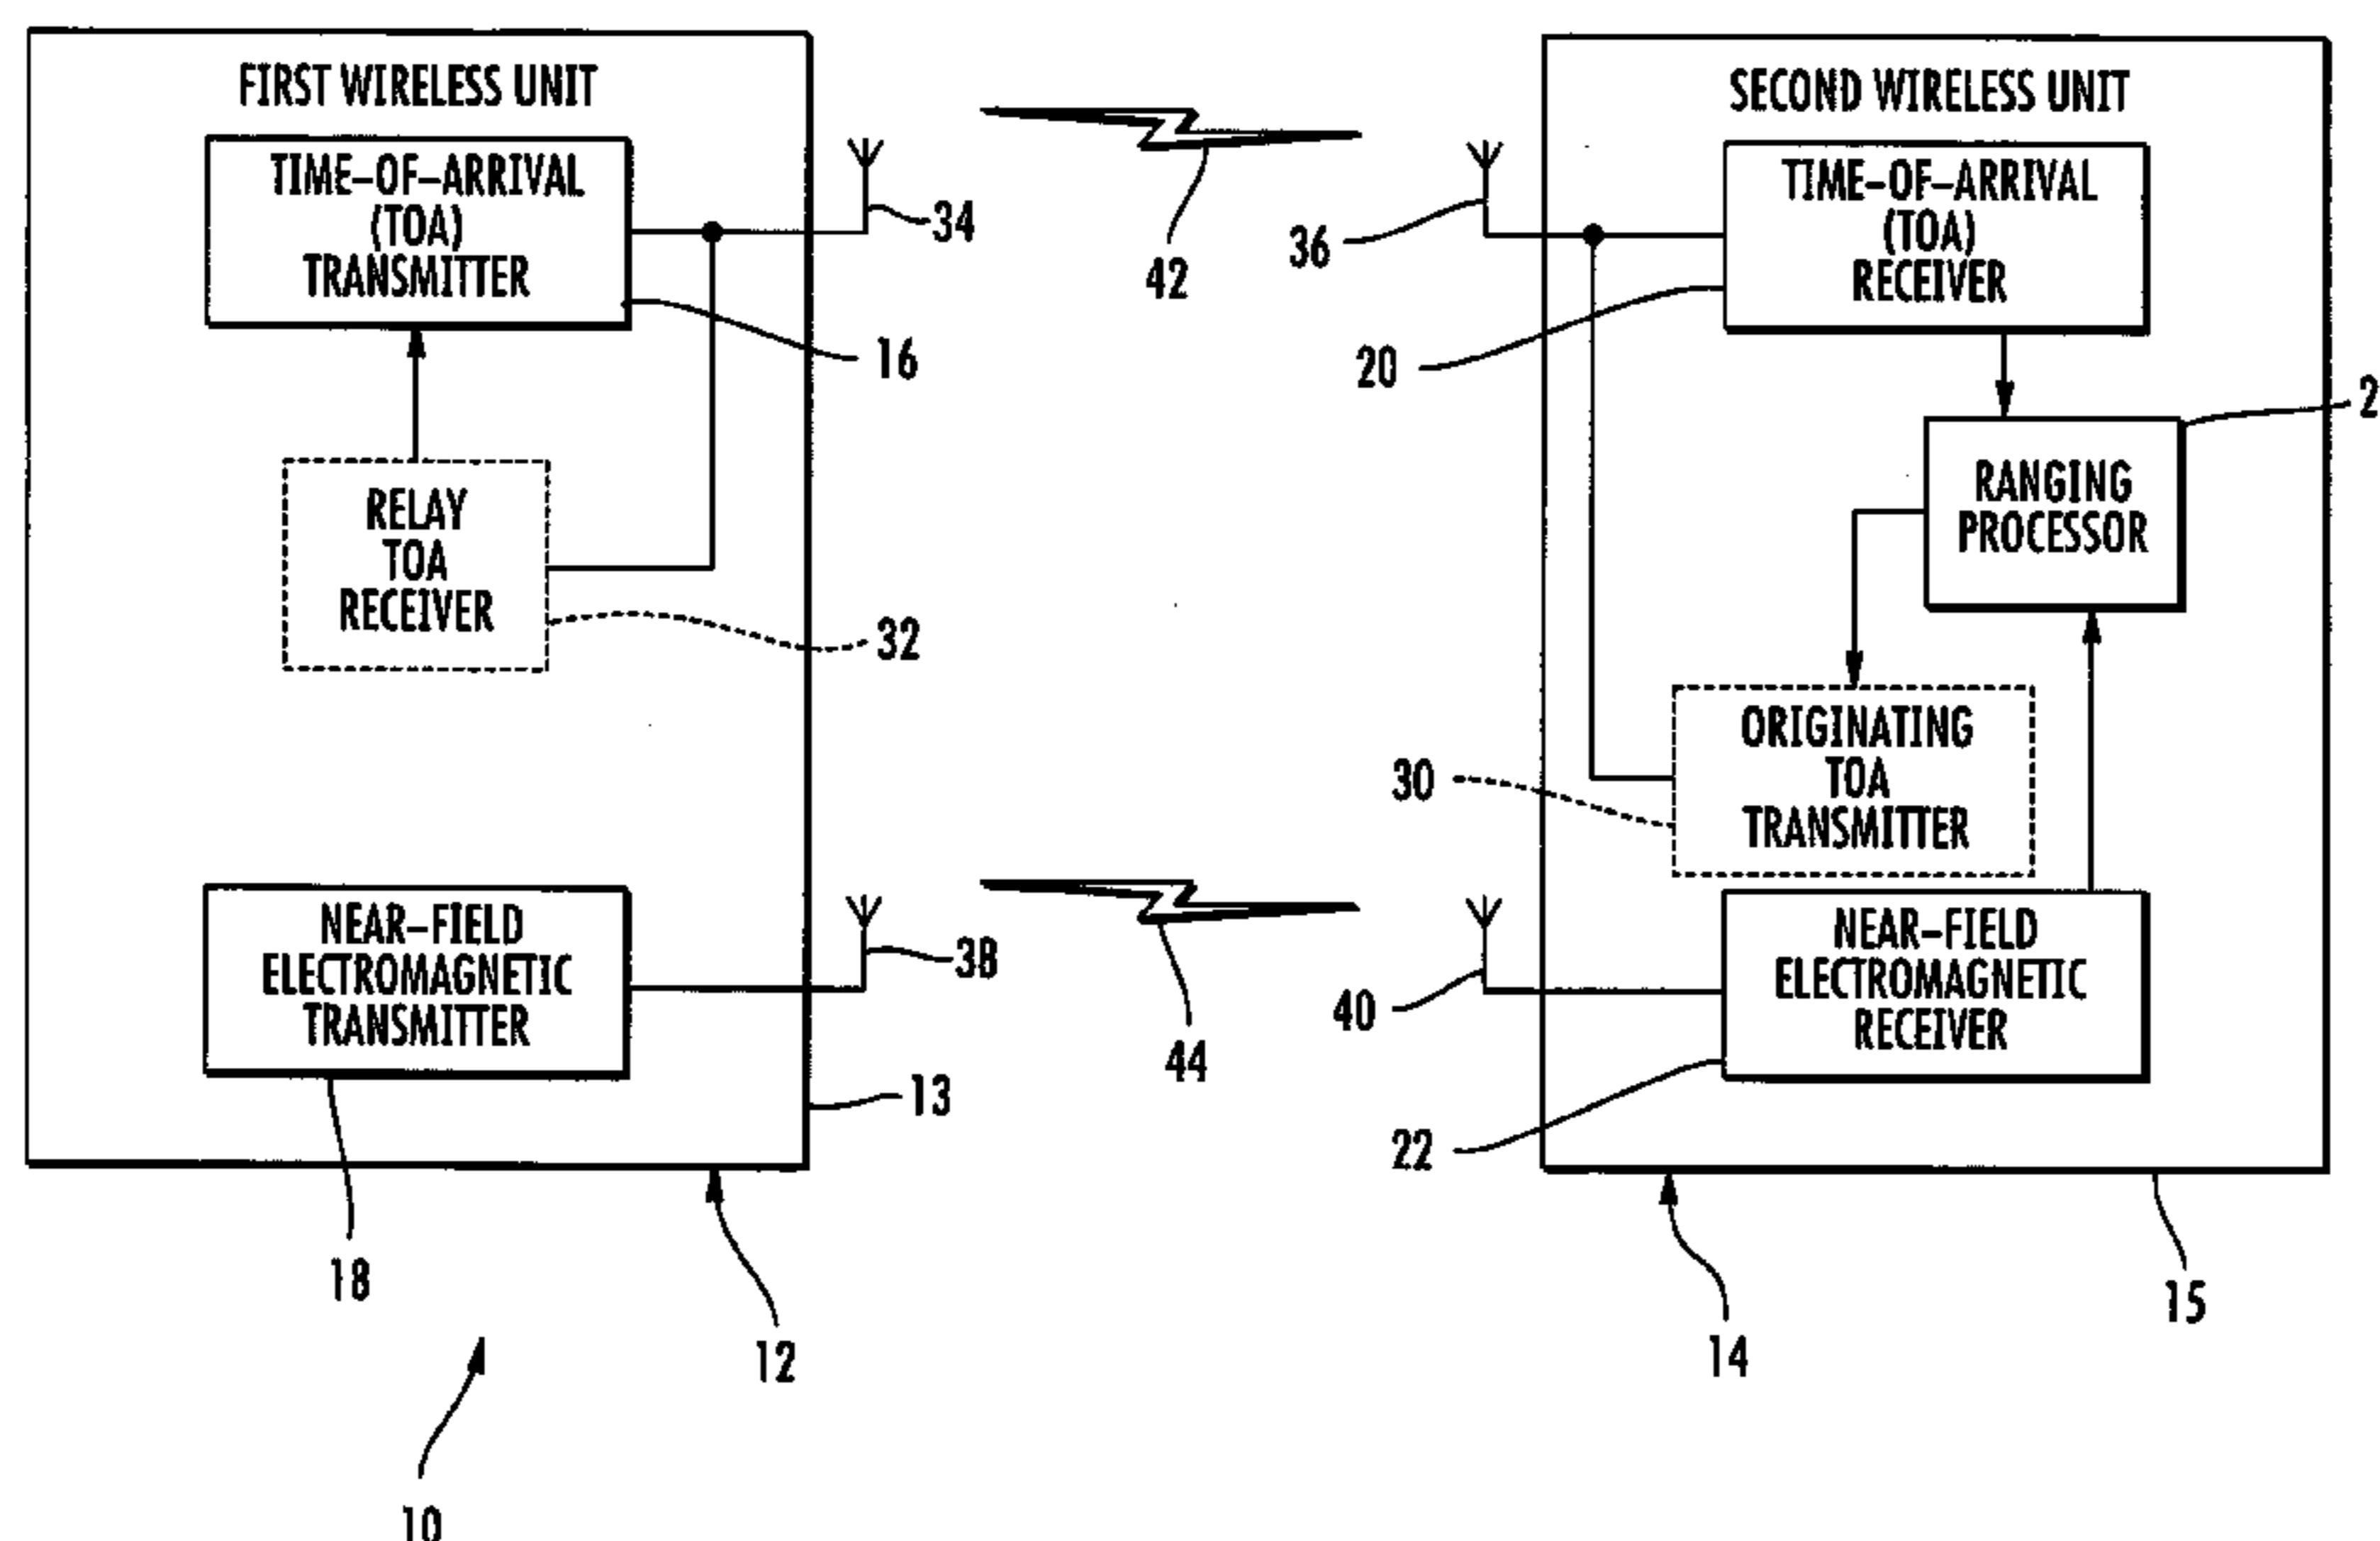 FIRST WIRELESS UNIT
TIME-OF-ARRIVAL
(TOA)
TRANSMITTER
34
16
RELAY
TOA
RECEIVER
32
NEAR-FIELD
ELECTROMAGNETIC
TRANSMITTER
38
13
18
12
10
42
44
SECOND WIRELESS UNIT
TIME-OF-ARRIVAL
(TOA)
RECEIVER
36
20
2
RANGING
PROCESSOR
ORIGINATING
TOA
TRANSMITTER
30
NEAR-FIELD
ELECTROMAGNETIC
RECEIVER
40
22
14
15